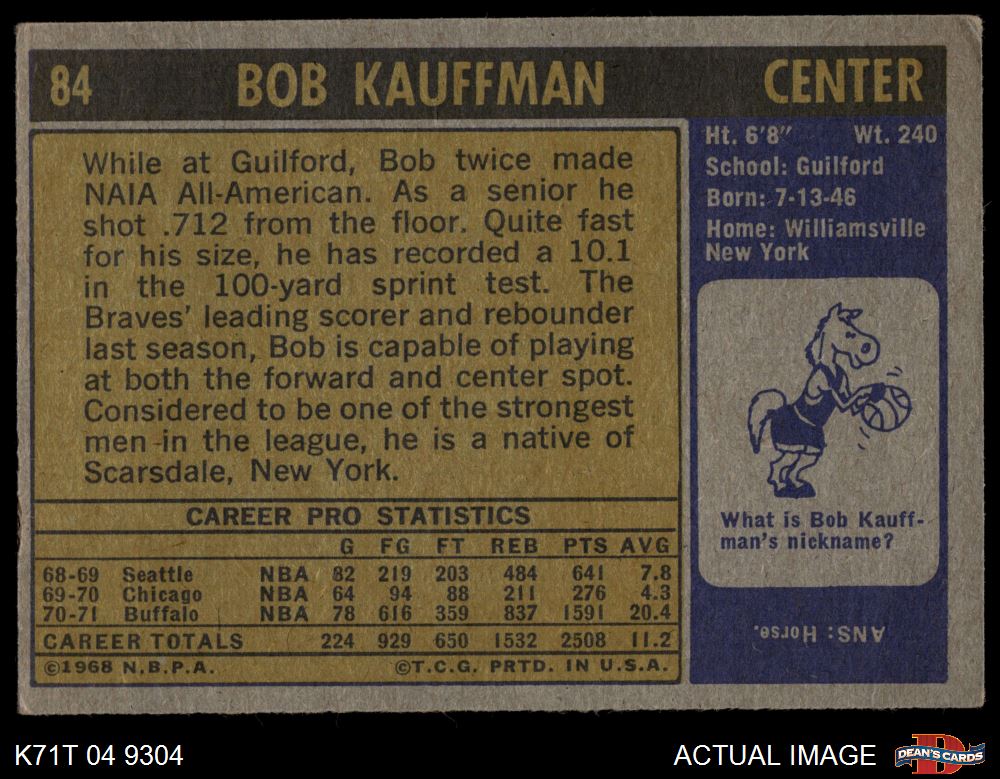 84 BOB KAUFFMAN CENTER
While at Guilford, Bob twice made
NAIA All-American. As a senior he
shot .712 from the floor. Quite fast
for his size, he has recorded a 10.1
in the 100-yard sprint test. The
Braves' leading scorer and rebounder
last season, Bob is capable of playing
at both the forward and center spot.
Considered to be one of the strongest
men in the league, he is a native of
Scarsdale, New York.
CAREER PRO STATISTICS
G FG FT REB PTS AVG
68-69 Seattle NBA 82 219 203 484 641 7.8
69-70 Chicago NBA 64 94 88 211 276 4.3
70-71 Buffalo NBA 78 616 359 837 1591 20.4
CAREER TOTALS 224 929 650 1532 2508 11.2
©1968 N.B.P.A. ©T.C.G. PRTD. IN U.S.A.
Ht. 6'8" Wt. 240
School: Guilford
Born: 7-13-46
Home: Williamsville
New York
What is Bob Kauff-
man's nickname?
ANS: Horse.
K71T 04 9304 ACTUAL IMAGE
D
DEAN'S CARDS